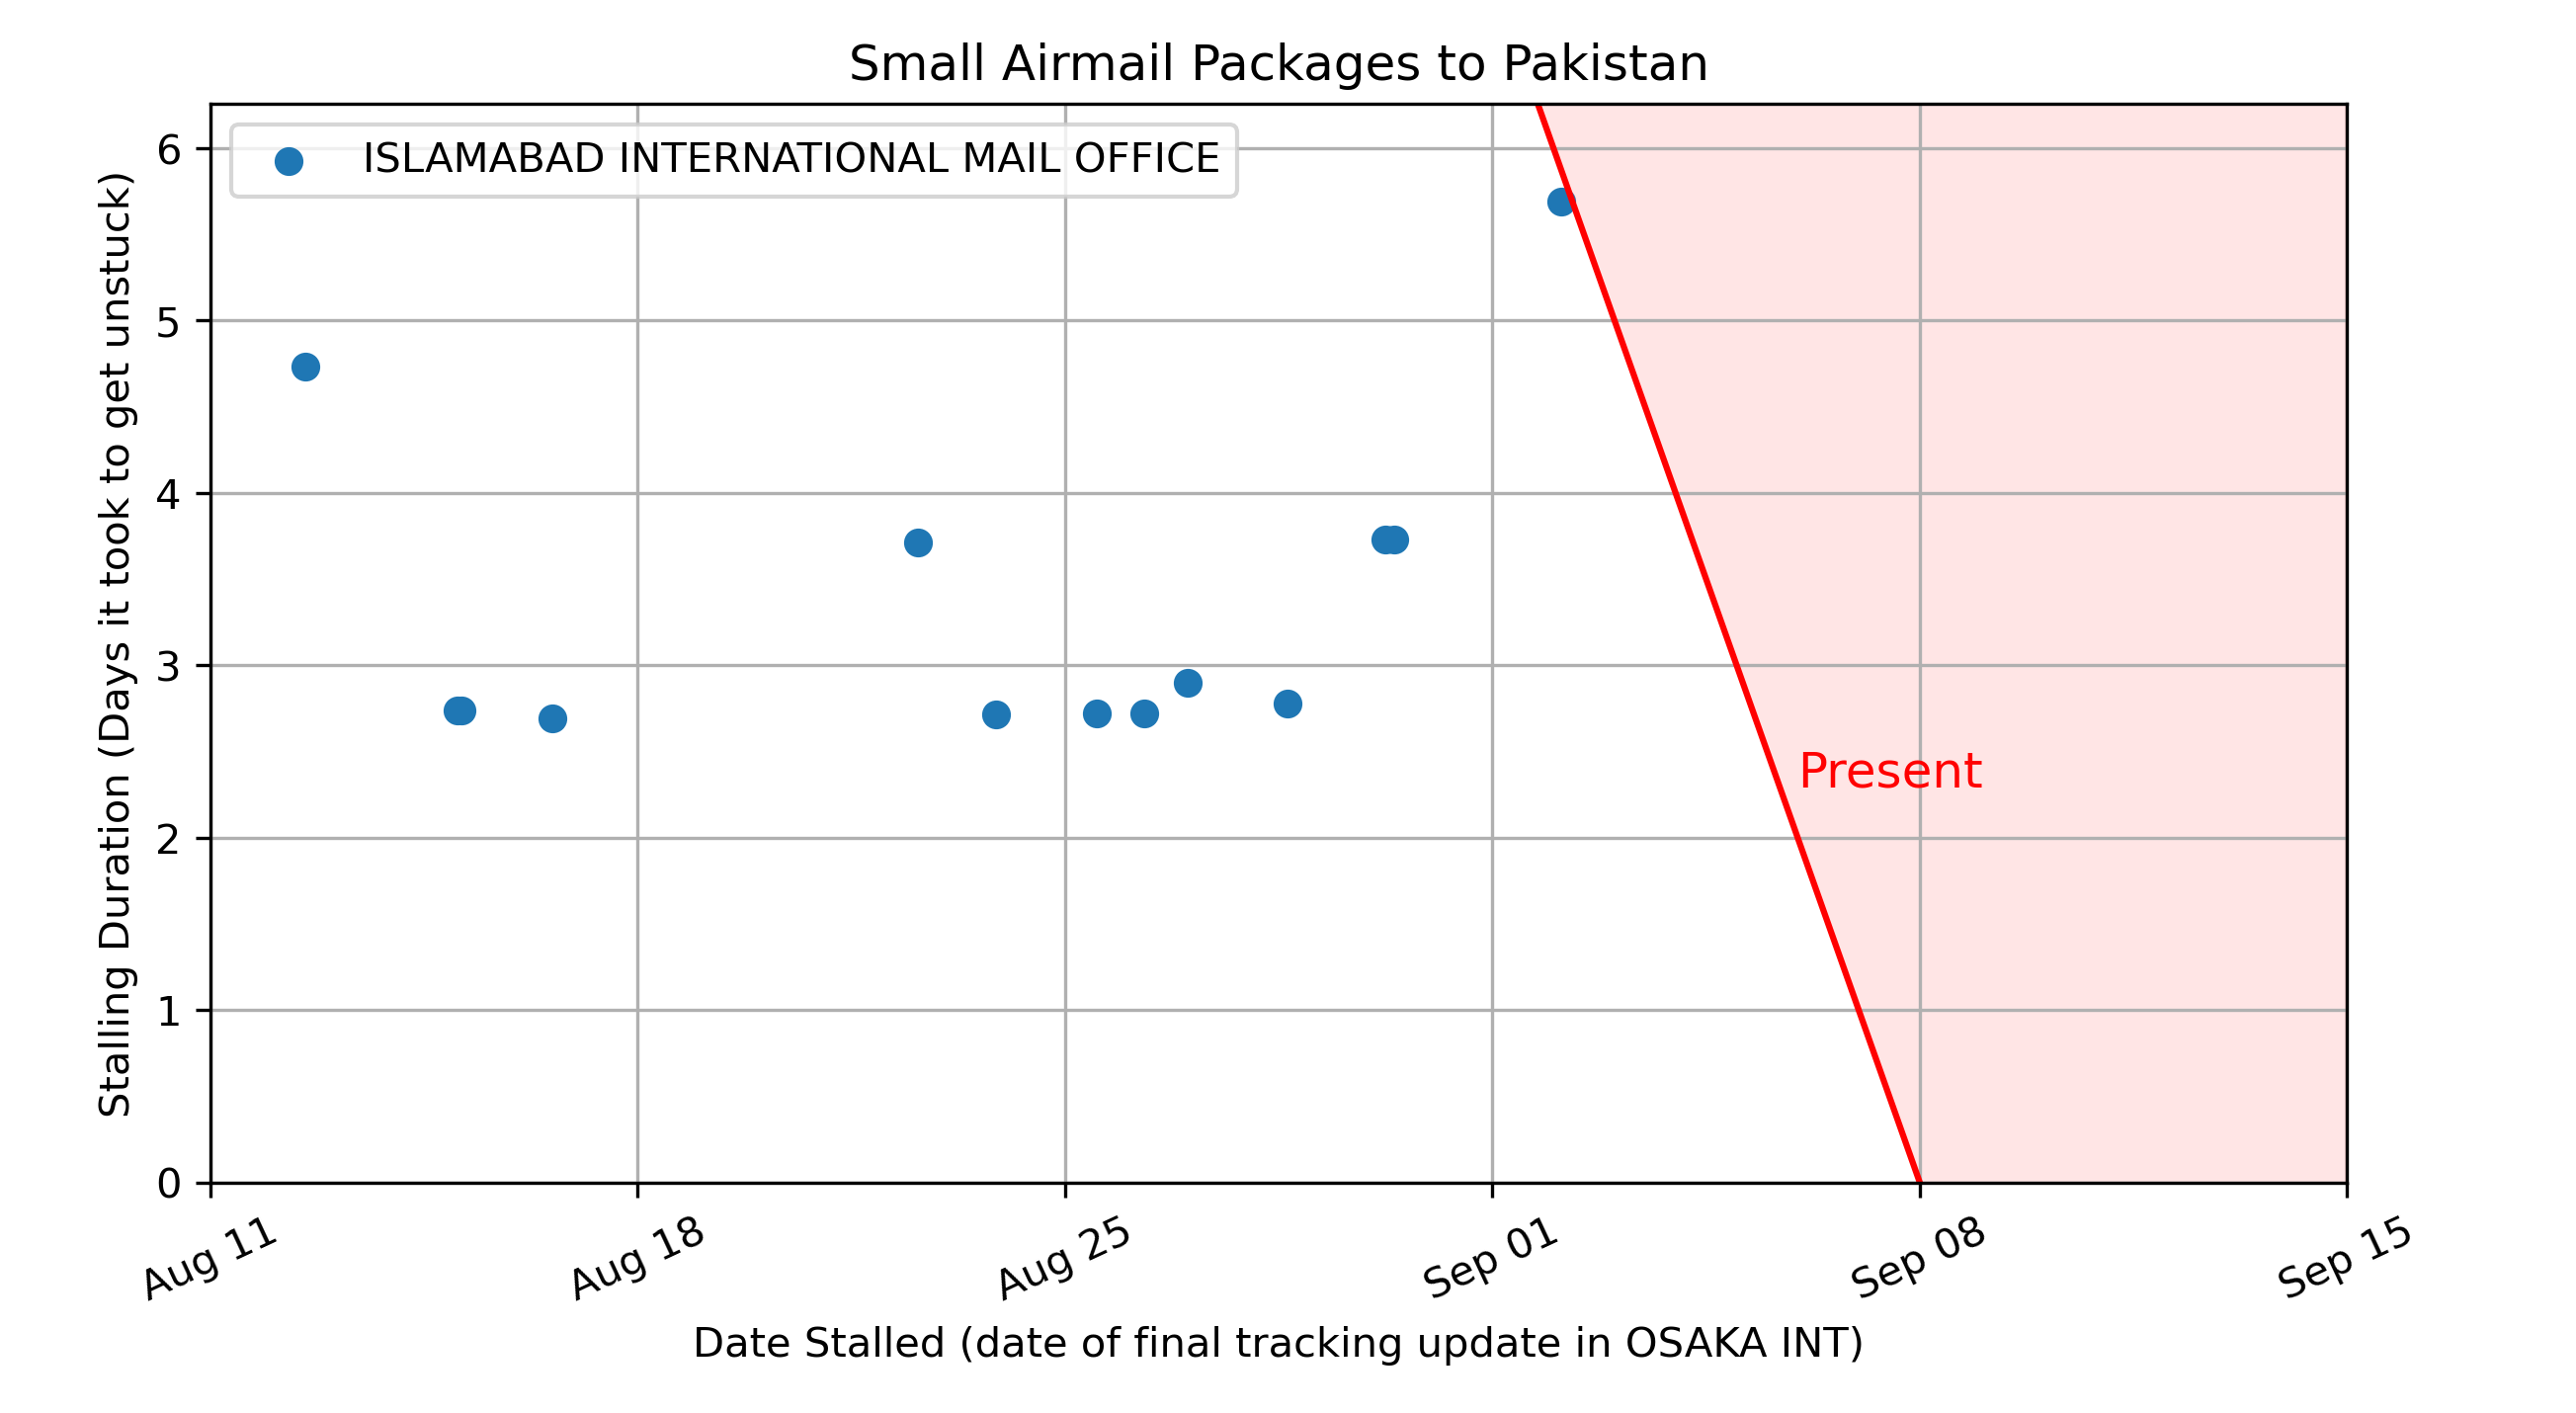 Small Airmail Packages to Pakistan
ISLAMABAD INTERNATIONAL MAIL OFFICE
Stalling Duration (Days it took to get unstuck)
6
5
4
3
2
1
0
Present
Aug 11
Aug 18
Aug 25
Sep 01
Sep 08
Sep 15
Date Stalled (date of final tracking update in OSAKA INT)